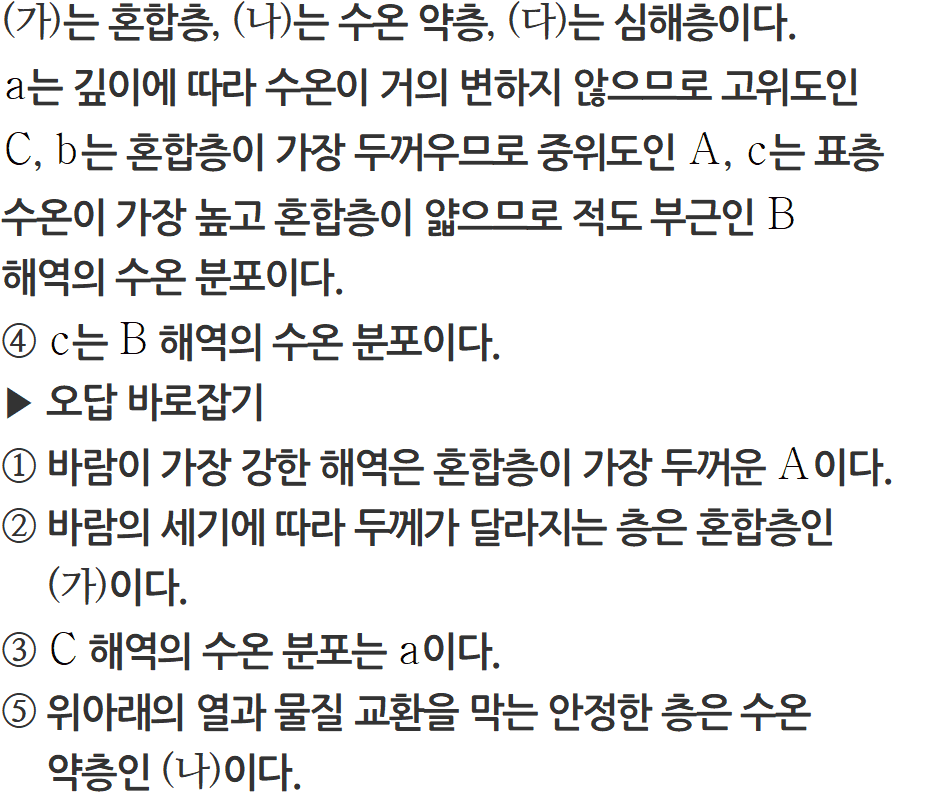 (가)는 혼합층, (나)는 수온 약층, (다)는 심해층이다.
a는 깊이에 따라 수온이 거의 변하지 않으므로 고위도인
C, b는 혼합층이 가장 두꺼우므로 중위도인 A, c는 표층
수온이 가장 높고 혼합층이 얇으므로 적도 부근인 B
해역의 수온 분포이다.
④ c는 B 해역의 수온 분포이다.
▶ 오답 바로잡기
① 바람이 가장 강한 해역은 혼합층이 가장 두꺼운 A이다.
② 바람의 세기에 따라 두께가 달라지는 층은 혼합층인
(가)이다.
③ C 해역의 수온 분포는 a이다.
⑤ 위아래의 열과 물질 교환을 막는 안정한 층은 수온
약층인 (나)이다.